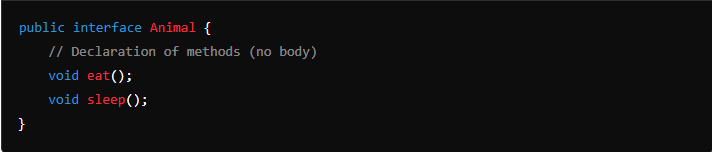 public interface Animal {
    // Declaration of methods (no body)
    void eat();
    void sleep();
}